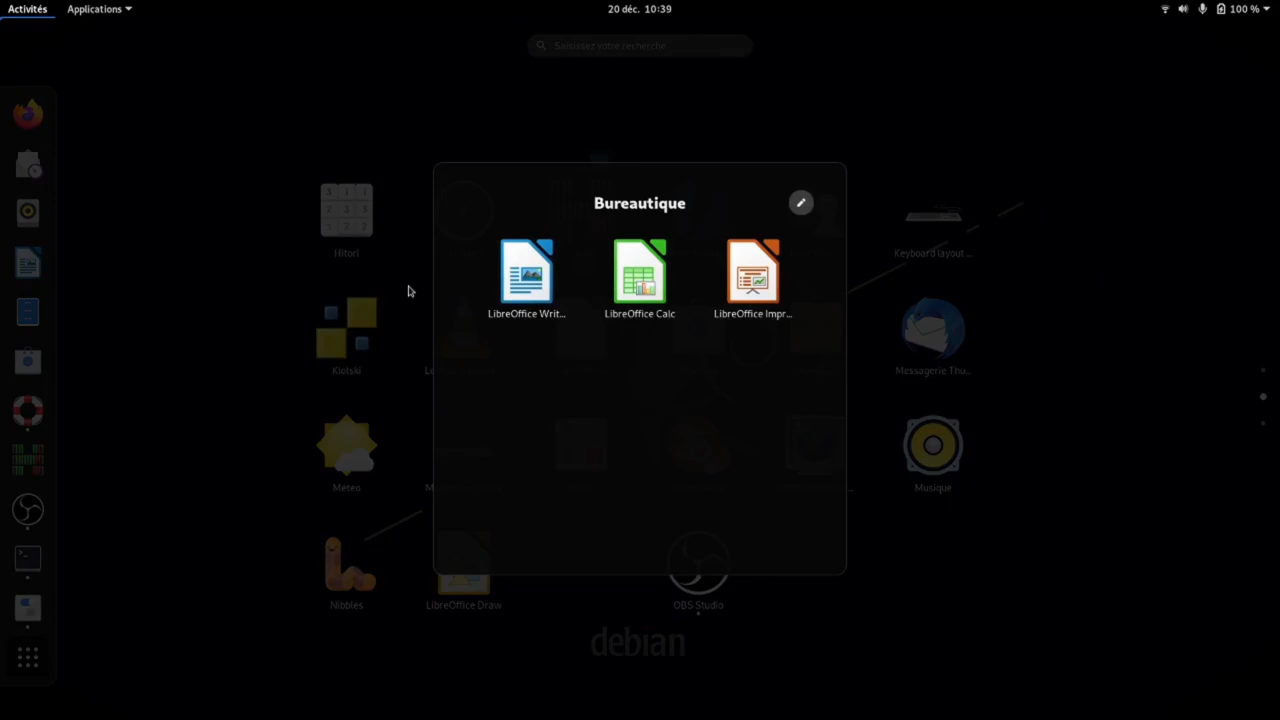 Activités Applications 20 déc. 10:39 100 %
Saisissez votre recherche
Bureautique
Hitori Keyboard layout ...
LibreOffice Writ... LibreOffice Calc LibreOffice Impr...
Klotski Messagerie Thu...
Météo Musique
Nibbles LibreOffice Draw OBS Studio
debian